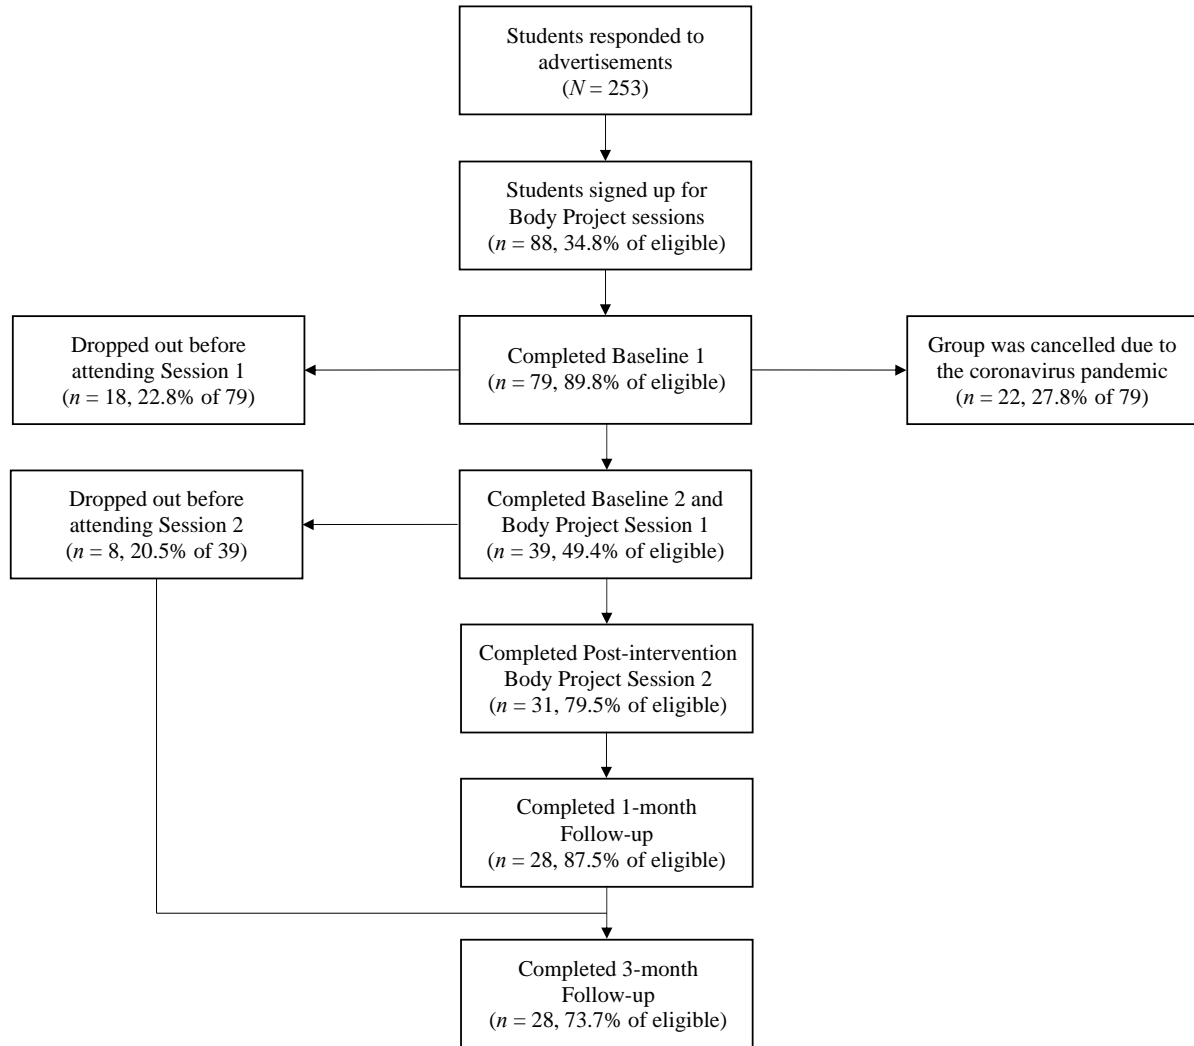 Students responded to
advertisements
(N = 253)
Students signed up for
Body Project sessions
(n = 88, 34.8% of eligible)
Dropped out before
attending Session 1
(n = 18, 22.8% of 79)
Completed Baseline 1
(n = 79, 89.8% of eligible)
Group was cancelled due to
the coronavirus pandemic
(n = 22, 27.8% of 79)
Dropped out before
attending Session 2
(n = 8, 20.5% of 39)
Completed Baseline 2 and
Body Project Session 1
(n = 39, 49.4% of eligible)
Completed Post-intervention
Body Project Session 2
(n = 31, 79.5% of eligible)
Completed 1-month
Follow-up
(n = 28, 87.5% of eligible)
Completed 3-month
Follow-up
(n = 28, 73.7% of eligible)